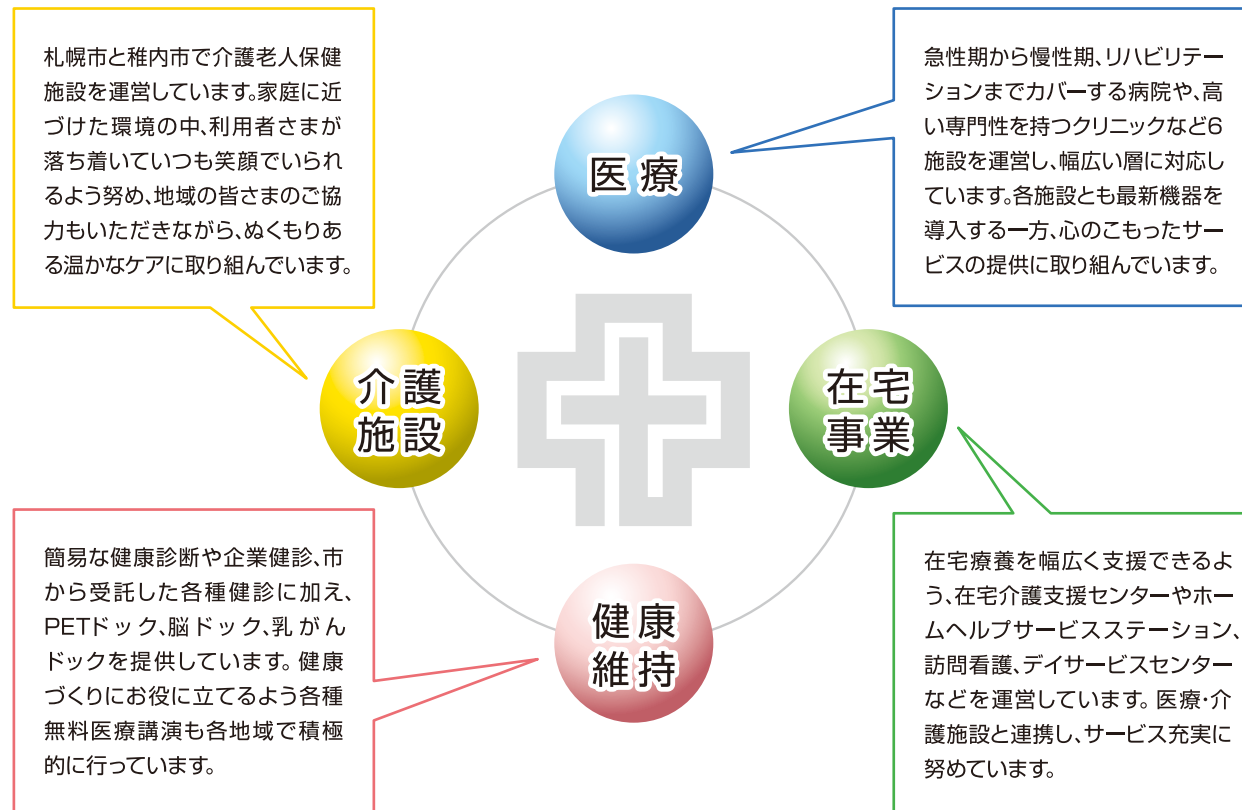 札幌市と稚内市で介護老人保健
施設を運営しています。家庭に近
づけた環境の中、利用者さまが
落ち着いていつも笑顔でいられ
るよう努め、地域の皆さまのご協
力もいただきながら、ぬくもりあ
る温かなケアに取り組んでいます。
医療
急性期から慢性期、リハビリテー
ションまでカバーする病院や、高
い専門性を持つクリニックなど6
施設を運営し、幅広い層に対応し
ています。各施設とも最新機器を
導入する一方、心のこもったサー
ビスの提供に取り組んでいます。
介護
施設
在宅
事業
簡易な健康診断や企業健診、市
から受託した各種健診に加え、
PETドック、脳ドック、乳がん
ドックを提供しています。健康
づくりにお役に立てるよう各種
無料医療講演も各地域で積極
的に行っています。
健康
維持
在宅療養を幅広く支援できるよ
う、在宅介護支援センターやホー
ムヘルプサービスステーション、
訪問看護、デイサービスセンター
などを運営しています。医療・介
護施設と連携し、サービス充実に
努めています。